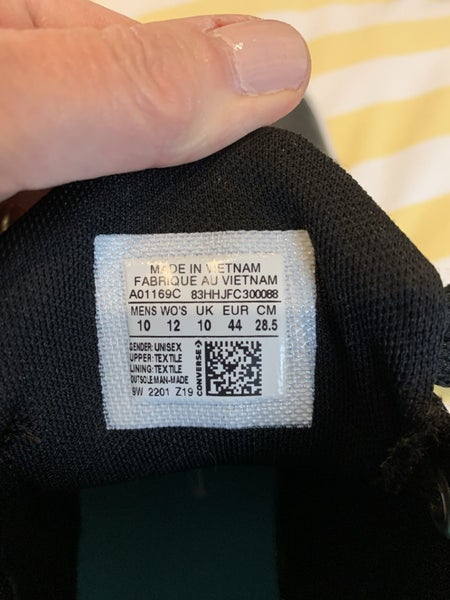 MADE IN VIETNAM
FABRIQUE AU VIETNAM
A01169C 83HHJFC300088
MENS WO'S UK EUR CM
10 12 10 44 28.5
GENDER: UNISEX
UPPER: TEXTILE
LINING: TEXTILE
OUTSOLE:MAN-MADE
9W 2201 Z19
CONVERSE